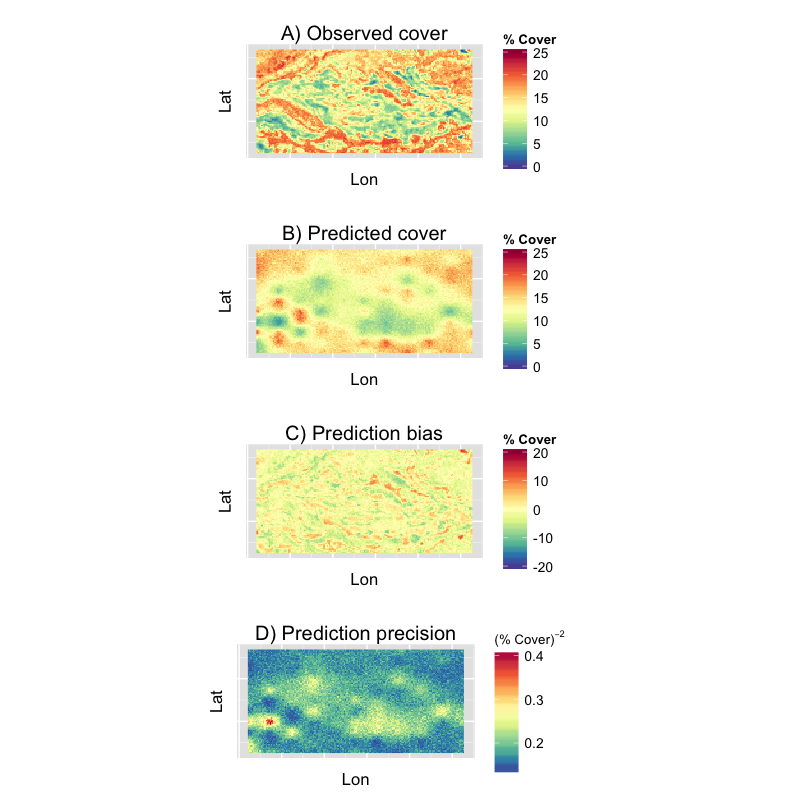 A) Observed cover
% Cover
25
20
15
10
5
0
Lat
Lon
B) Predicted cover
% Cover
25
20
15
10
5
0
Lat
Lon
C) Prediction bias
% Cover
20
10
0
-10
-20
Lat
Lon
D) Prediction precision
(% Cover)⁻²
0.4
0.3
0.2
Lat
Lon